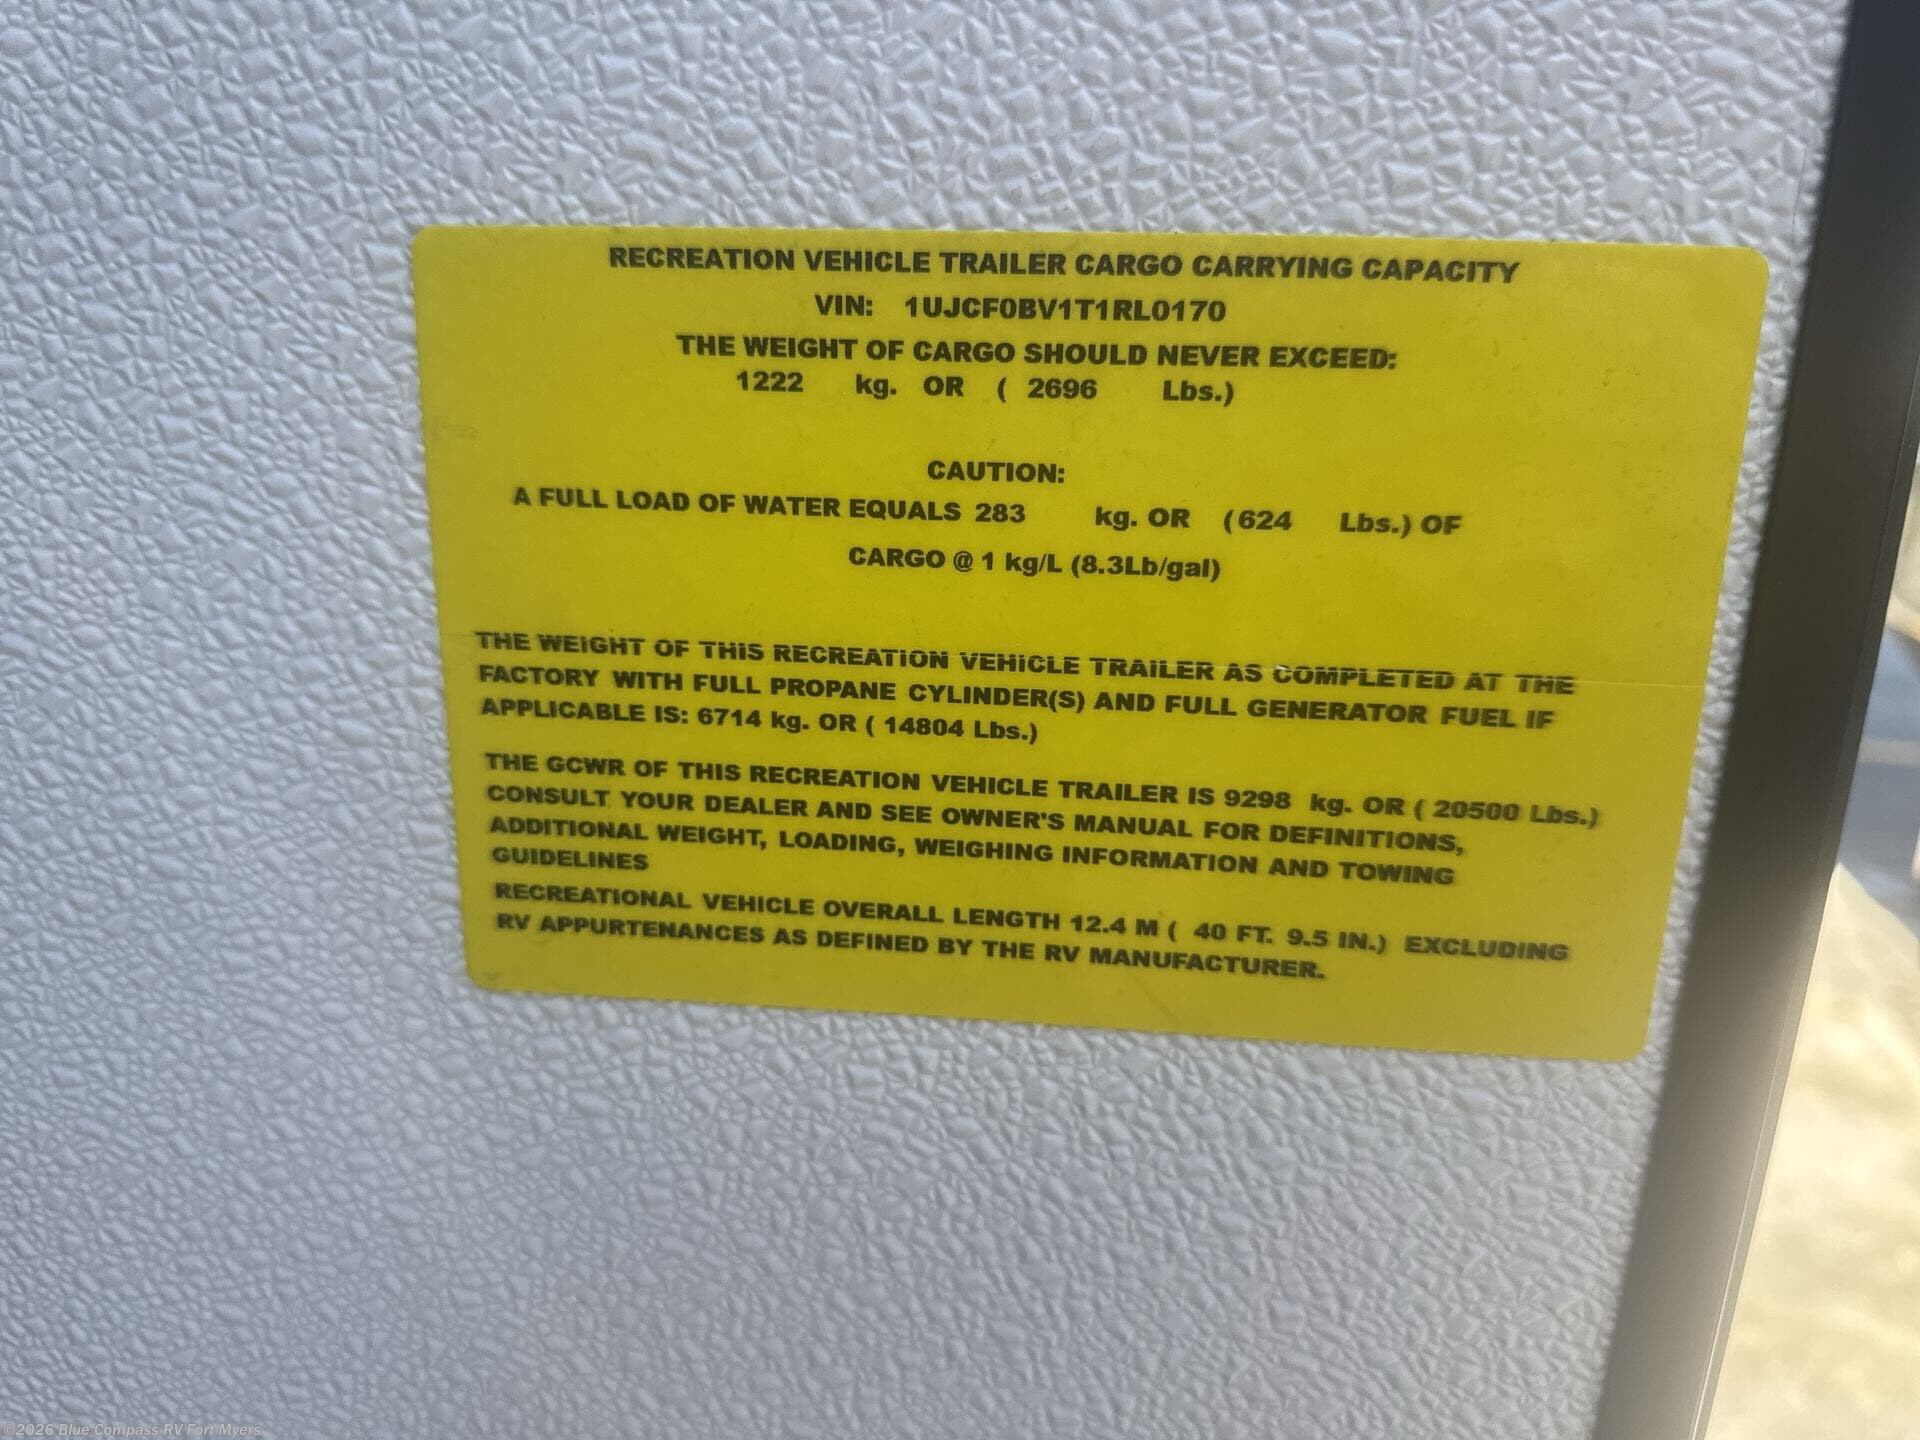 RECREATION VEHICLE TRAILER CARGO CARRYING CAPACITY
VIN: 1UJCF0BV1T1RL0170
THE WEIGHT OF CARGO SHOULD NEVER EXCEED:
1222 kg. OR ( 2696 Lbs.)
CAUTION:
A FULL LOAD OF WATER EQUALS 283 kg. OR (624 Lbs.) OF
CARGO @ 1 kg/L (8.3Lb/gal)
THE WEIGHT OF THIS RECREATION VEHICLE TRAILER AS COMPLETED AT THE
FACTORY WITH FULL PROPANE CYLINDER(S) AND FULL GENERATOR FUEL IF
APPLICABLE IS: 6714 kg. OR ( 14804 Lbs.)
THE GCWR OF THIS RECREATION VEHICLE TRAILER IS 9298 kg. OR ( 20500 Lbs.)
CONSULT YOUR DEALER AND SEE OWNER'S MANUAL FOR DEFINITIONS,
ADDITIONAL WEIGHT, LOADING, WEIGHING INFORMATION AND TOWING
GUIDELINES
RECREATIONAL VEHICLE OVERALL LENGTH 12.4 M ( 40 FT. 9.5 IN.) EXCLUDING
RV APPURTENANCES AS DEFINED BY THE RV MANUFACTURER.
©2026 Blue Compass RV Fort Myers